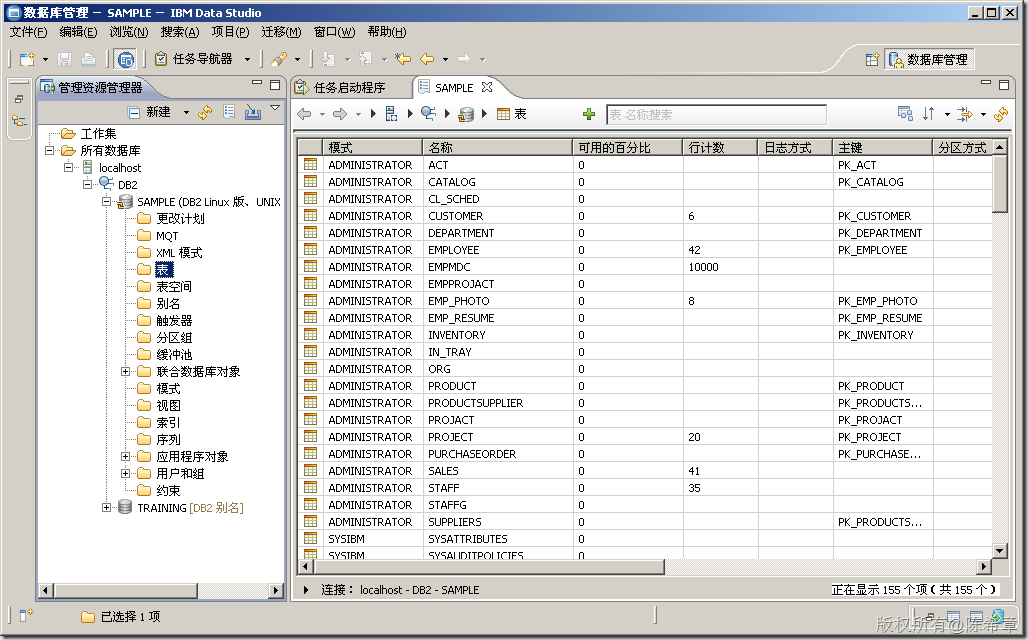 数据库管理 - SAMPLE - IBM Data Studio
文件(F) 编辑(E) 浏览(N) 搜索(A) 项目(P) 迁移(M) 窗口(W) 帮助(H)
任务导航器 数据库管理
管理资源管理器
新建
工作集
所有数据库
localhost
DB2
SAMPLE (DB2 Linux 版、UNIX
更改计划
MQT
XML 模式
表
表空间
别名
触发器
分区组
缓冲池
联合数据库对象
模式
视图
索引
序列
应用程序对象
用户和组
约束
TRAINING [DB2 别名]
任务启动程序 SAMPLE
表 表 名称搜索
模式 名称 可用的百分比 行计数 日志方式 主键 分区方式
ADMINISTRATOR ACT 0 PK_ACT
ADMINISTRATOR CATALOG 0 PK_CATALOG
ADMINISTRATOR CL_SCHED 0
ADMINISTRATOR CUSTOMER 0 6 PK_CUSTOMER
ADMINISTRATOR DEPARTMENT 0 PK_DEPARTMENT
ADMINISTRATOR EMPLOYEE 0 42 PK_EMPLOYEE
ADMINISTRATOR EMPMDC 0 10000
ADMINISTRATOR EMPPROJACT 0
ADMINISTRATOR EMP_PHOTO 0 8 PK_EMP_PHOTO
ADMINISTRATOR EMP_RESUME 0 PK_EMP_RESUME
ADMINISTRATOR INVENTORY 0 PK_INVENTORY
ADMINISTRATOR IN_TRAY 0
ADMINISTRATOR ORG 0
ADMINISTRATOR PRODUCT 0 PK_PRODUCT
ADMINISTRATOR PRODUCTSUPPLIER 0 PK_PRODUCTS...
ADMINISTRATOR PROJACT 0 PK_PROJACT
ADMINISTRATOR PROJECT 0 20 PK_PROJECT
ADMINISTRATOR PURCHASEORDER 0 PK_PURCHASE...
ADMINISTRATOR SALES 0 41
ADMINISTRATOR STAFF 0 35
ADMINISTRATOR STAFFG 0
ADMINISTRATOR SUPPLIERS 0 PK_PRODUCTS...
SYSIBM SYSATTRIBUTES 0
SYSIBM SYSAUDITPOLICIES 0
连接： localhost - DB2 - SAMPLE 正在显示 155 个项 ( 共 155 个 )
已选择 1 项
版权所有@陈希章